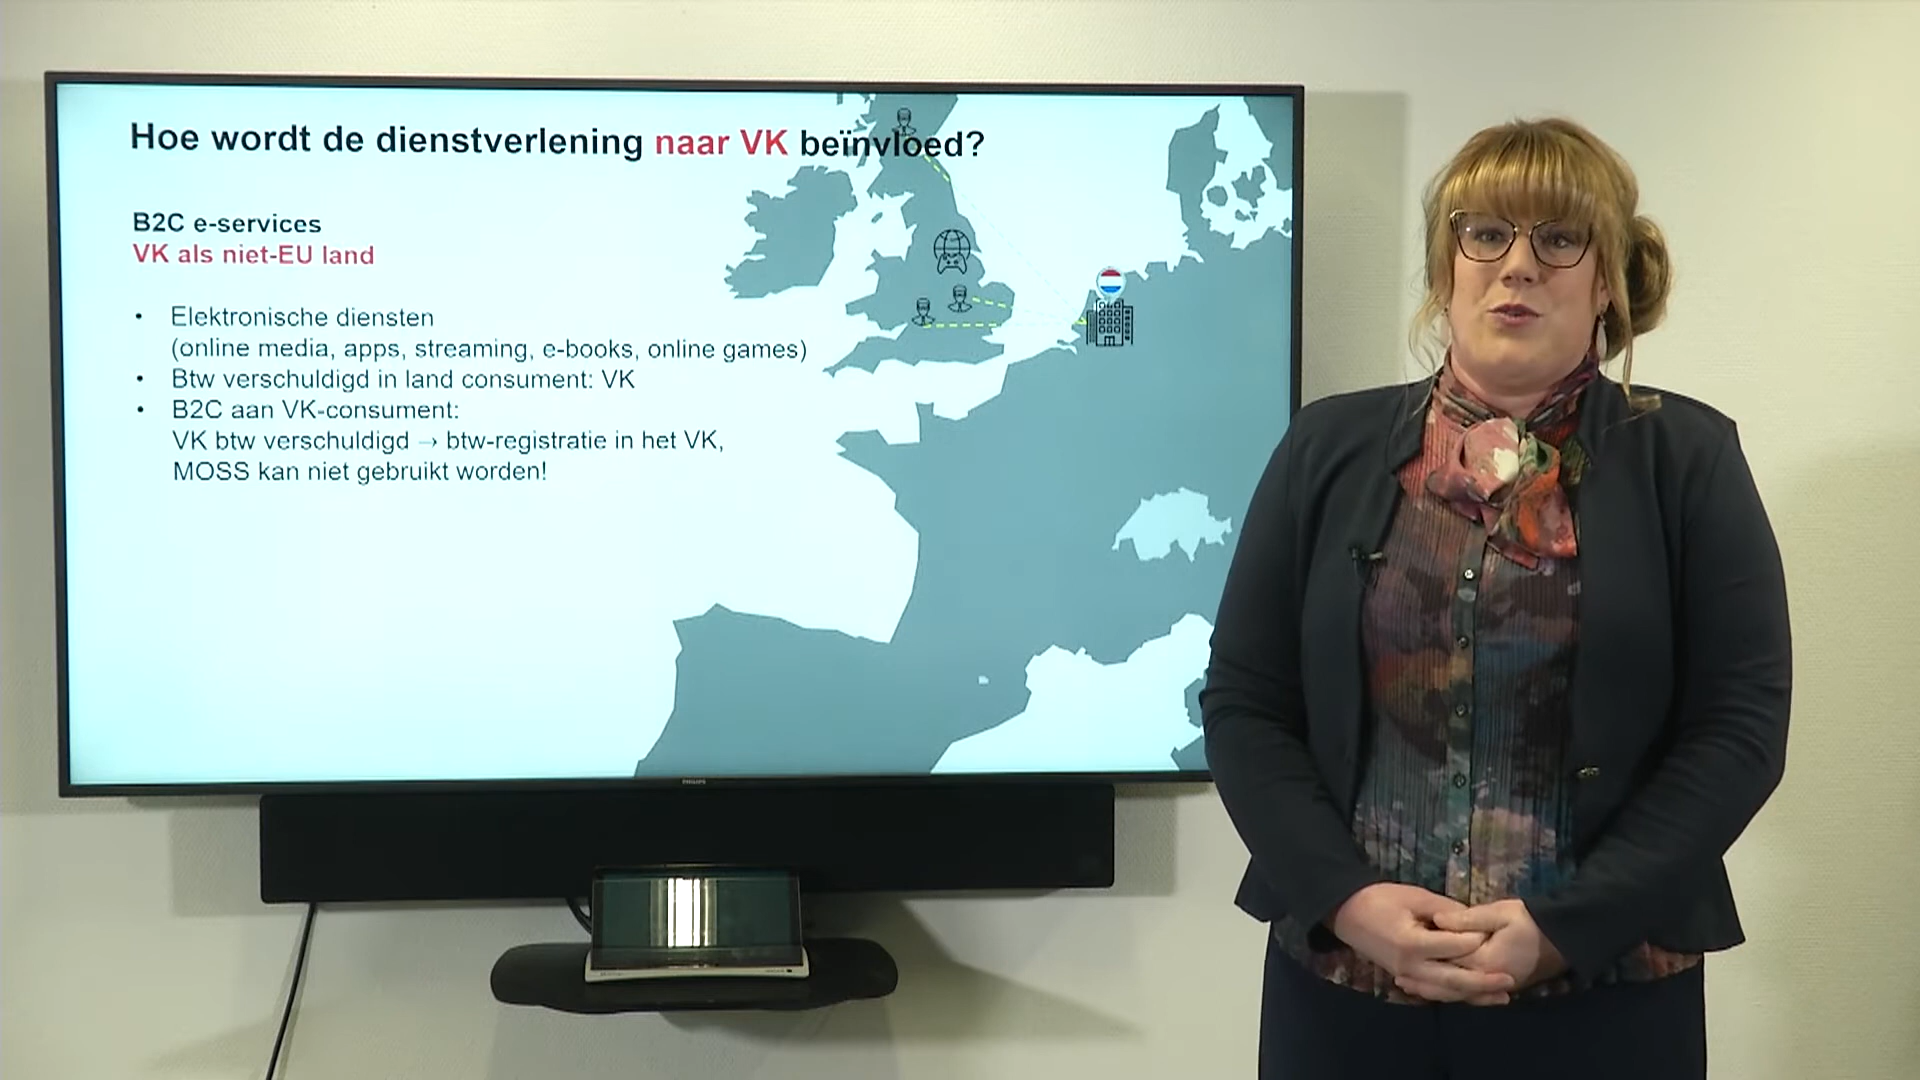 Hoe wordt de dienstverlening naar VK beïnvloed?
B2C e-services
VK als niet-EU land
• Elektronische diensten
(online media, apps, streaming, e-books, online games)
• Btw verschuldigd in land consument: VK
• B2C aan VK-consument:
VK btw verschuldigd → btw-registratie in het VK,
MOSS kan niet gebruikt worden!
PHILIPS